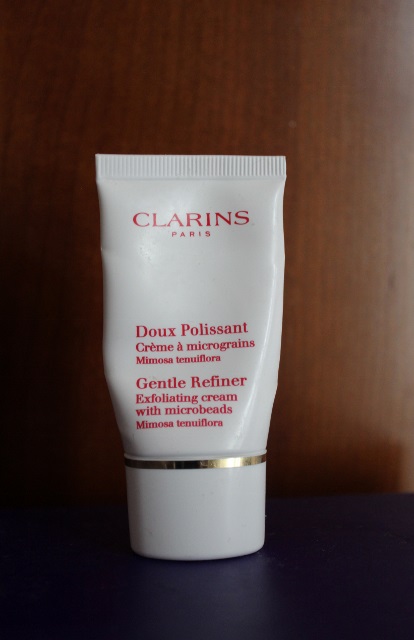 CLARINS
PARIS
Doux Polissant
Crème à micrograins
Mimosa tenuiflora
Gentle Refiner
Exfoliating cream
with microbeads
Mimosa tenuiflora